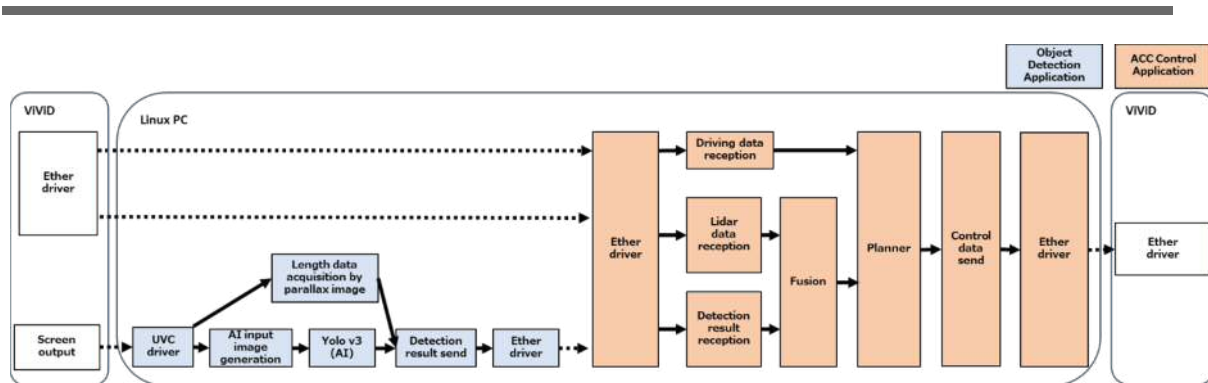 Object
Detection
Application
ACC Control
Application
ViViD
Linux PC
ViViD
Ether
driver
Driving data
reception
Lidar
data
reception
Ether
driver
Fusion
Planner
Control
data
send
Ether
driver
Ether
driver
Length data
acquisition by
parallax image
Detection
result
reception
Screen
output
UVC
driver
AI input
image
generation
Yolo v3
(AI)
Detection
result send
Ether
driver